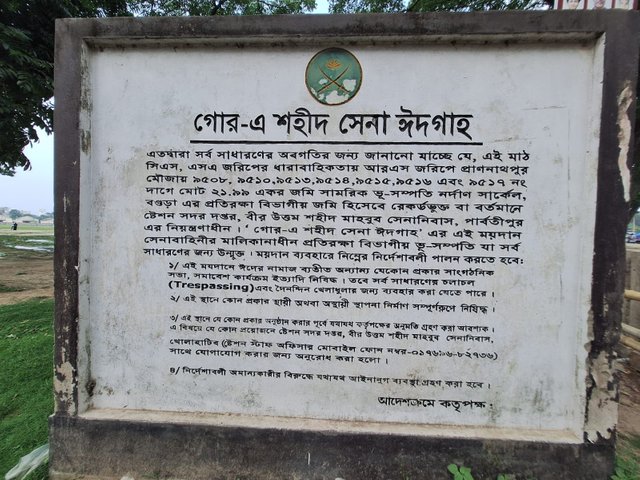 গোর-এ শহীদ সেনা ঈদগাহ
এতদ্বারা সর্ব সাধারণের অবগতির জন্য জানানো যাচ্ছে যে, এই মাঠ
সিএস, এসএ জরিপের ধারাবাহিকতায় আরএস জরিপে প্রাণনাথপুর
মৌজায় ৯৫০৮, ৯৫১০,৯৫১৩,৯৫১৪,৯৫১৫,৯৫১৬ এবং ৯৫১৭ নং
দাগে মোট ২১.৯৯ একর জমি সামরিক ভূ-সম্পত্তি নর্দান সার্কেল,
বগুড়া এর প্রতিরক্ষা বিভাগীয় জমি হিসেবে রেকর্ডভূক্ত বা বর্তমানে
ষ্টেশন সদর দপ্তর, বীর উত্তম শহীদ মাহবুব সেনানিবাস, পার্বতীপুর
এর নিয়ন্ত্রণাধীন । ' গোর-এ শহীদ সেনা ঈদগাহ' এর এই ময়দান
সেনাবাহিনীর মালিকানাধীন প্রতিরক্ষা বিভাগীয় ভূ-সম্পত্তি যা সর্ব
সাধারণের জন্য উন্মুক্ত । ময়দান ব্যবহারে নিম্নের নির্দেশাবলী পালন করতে হবে:
১/ এই ময়দানে ঈদের নামাজ ব্যতীত অন্যান্য যেকোন প্রকার সাংগঠনিক
সভা, সমাবেশ কার্যক্রম ইত্যাদি নিষিদ্ধ । তবে সর্ব সাধারণের চলাচল
(Trespassing) এবং দৈনন্দিন খেলাধুলার জন্য ব্যবহার করা যেতে পারে ।
২/ এই স্থানে কোন প্রকার স্থায়ী অথবা অস্থায়ী স্থাপনা নির্মাণ সম্পূর্ণরুপে নিষিদ্ধ ।
৩/ এই স্থানে যে কোন প্রকার অনুষ্ঠান করার পূর্বে যথাযথ কর্তৃপক্ষের অনুমতি গ্রহণ করা আবশ্যক ।
এ বিষয়ে যে কোন প্রয়োজনে ষ্টেশন সদর দপ্তর, বীর উত্তম শহীদ মাহবুব সেনানিবাস,
খোলাহাটির (ষ্টেশন স্টাফ অফিসার মোবাইল ফোন নম্বর-০১৭৬৯-৬৮২৭৩৬)
সাথে যোগাযোগ করার জন্য অনুরোধ করা হলো ।
৪/ নির্দেশাবলী অমান্যকারীর বিরুদ্ধে যথাযথ আইনানুগ ব্যবস্থা গ্রহণ করা হবে ।
আদেশক্রমে কর্তৃপক্ষ :